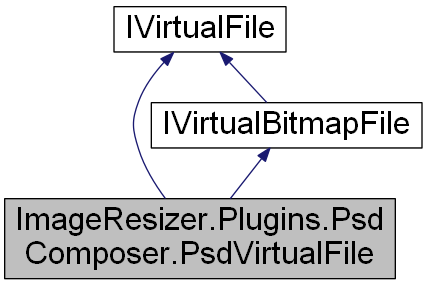 IVirtualFile
IVirtualBitmapFile
ImageResizer.Plugins.Psd
Composer.PsdVirtualFile